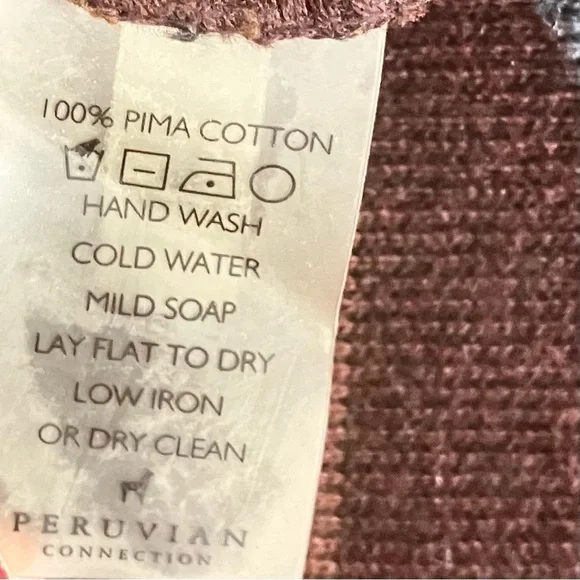 100% PIMA COTTON
HAND WASH
COLD WATER
MILD SOAP
LAY FLAT TO DRY
LOW IRON
OR DRY CLEAN
PERUVIAN
CONNECTION